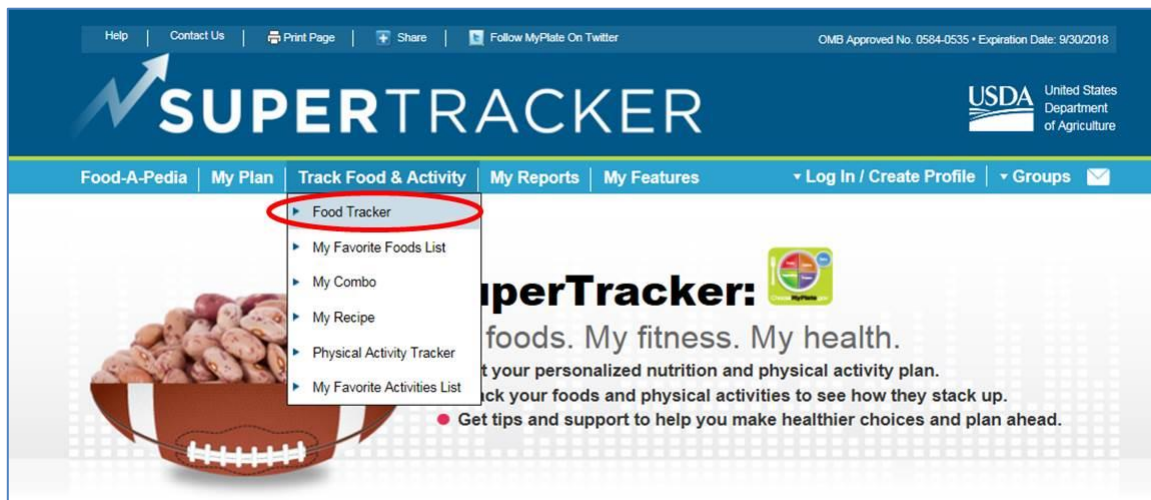 Help | Contact Us | Print Page | Share | Follow MyPlate On Twitter
OMB Approved No. 0584-0535 • Expiration Date: 9/30/2018
SUPERTRACKER
USDA United States
Department
of Agriculture
Food-A-Pedia | My Plan | Track Food & Activity | My Reports | My Features
Log In / Create Profile | Groups
Food Tracker
My Favorite Foods List
My Combo
My Recipe
Physical Activity Tracker
My Favorite Activities List
uperTracker:
foods. My fitness. My health.
t your personalized nutrition and physical activity plan.
ck your foods and physical activities to see how they stack up.
Get tips and support to help you make healthier choices and plan ahead.